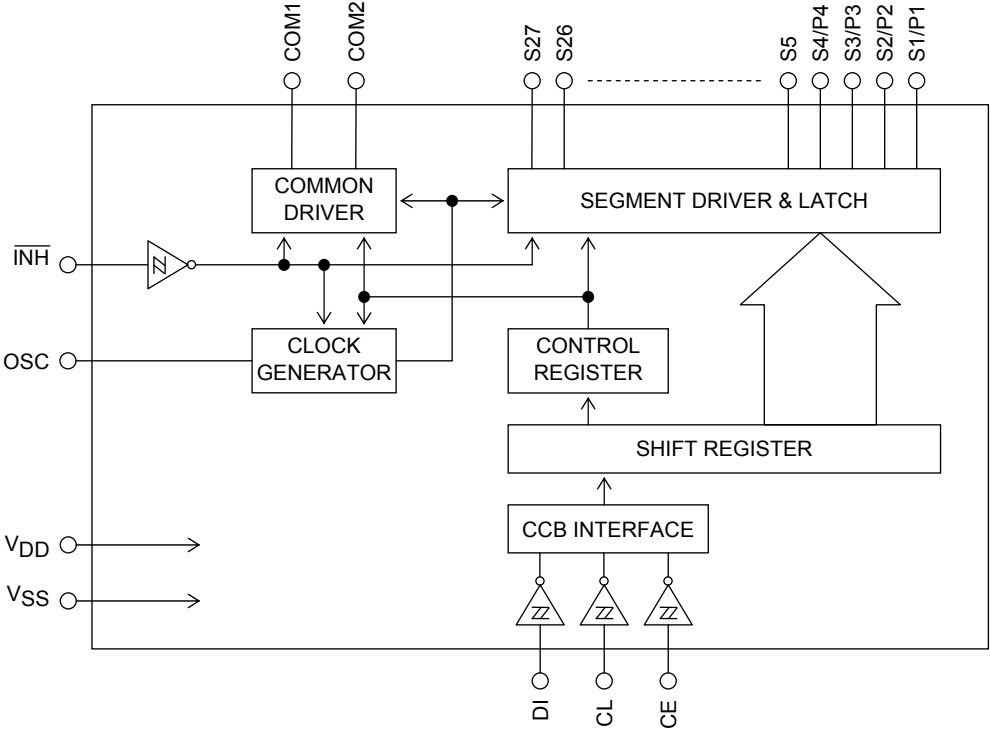 COM1
COM2
S27
S26
S5
S4/P4
S3/P3
S2/P2
S1/P1
COMMON
DRIVER
SEGMENT DRIVER & LATCH
INH
OSC
CLOCK
GENERATOR
CONTROL
REGISTER
SHIFT REGISTER
CCB INTERFACE
VDD
VSS
DI
CL
CE